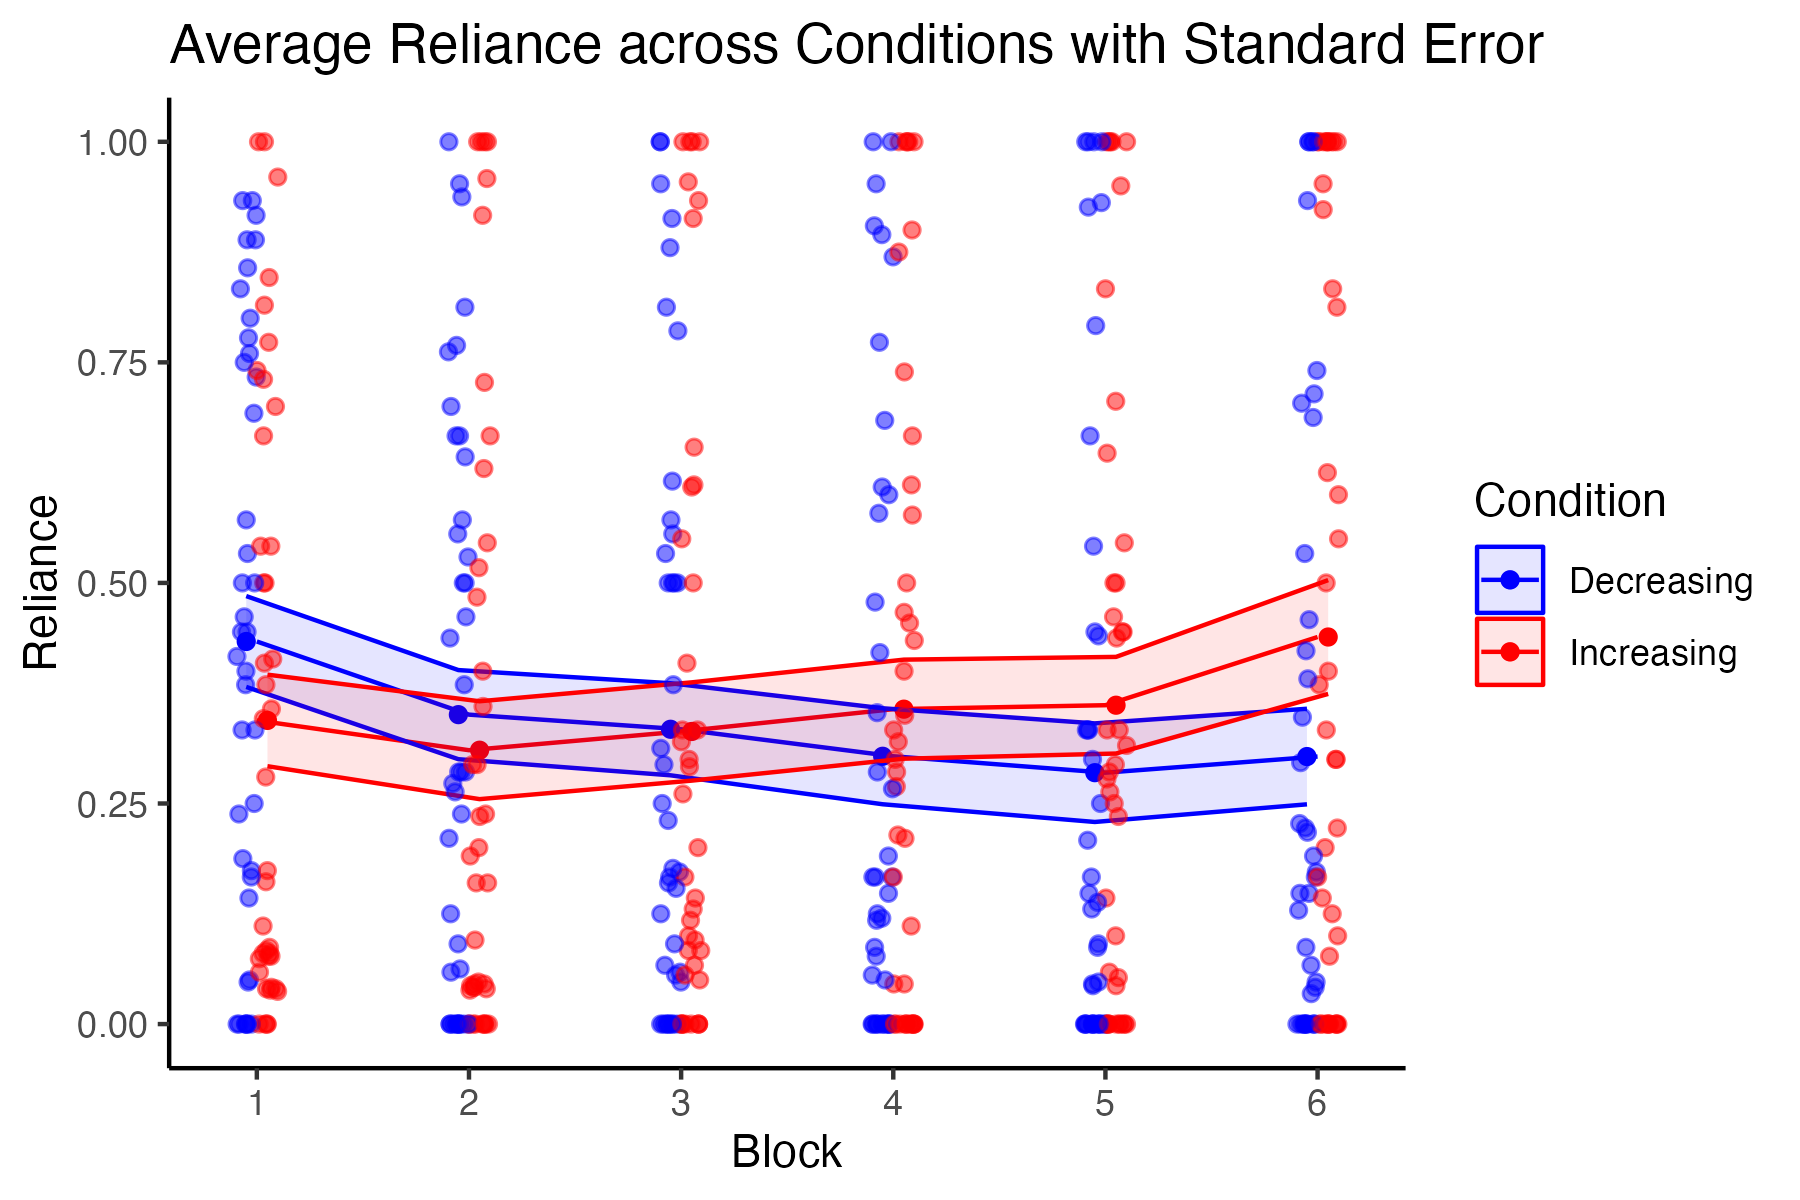 Average Reliance across Conditions with Standard Error
Reliance
1.00
0.75
0.50
0.25
0.00
1 2 3 4 5 6
Block
Condition
Decreasing
Increasing